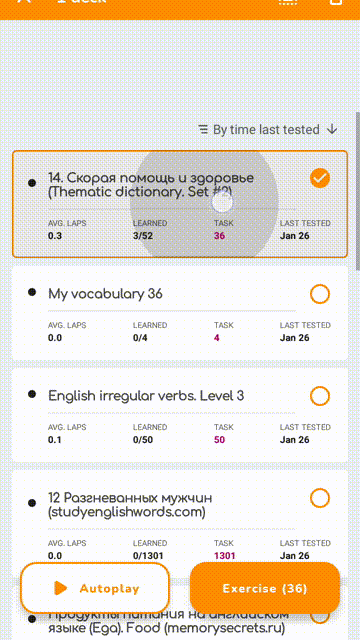 1 deck
By time last tested
14. Скорая помощь и здоровье
(Thematic dictionary. Set #2)
AVG. LAPS LEARNED TASK LAST TESTED
0.3 3/52 36 Jan 26
My vocabulary 36
AVG. LAPS LEARNED TASK LAST TESTED
0.0 0/4 4 Jan 26
English irregular verbs. Level 3
AVG. LAPS LEARNED TASK LAST TESTED
0.1 0/50 50 Jan 26
12 Разгневанных мужчин
(studyenglishwords.com)
AVG. LAPS LEARNED TASK LAST TESTED
0.0 0/1301 1301 Jan 26
Autoplay Exercise (36)
Продукты питания на английском
языке (Еда). Food (memorysecrets.ru)